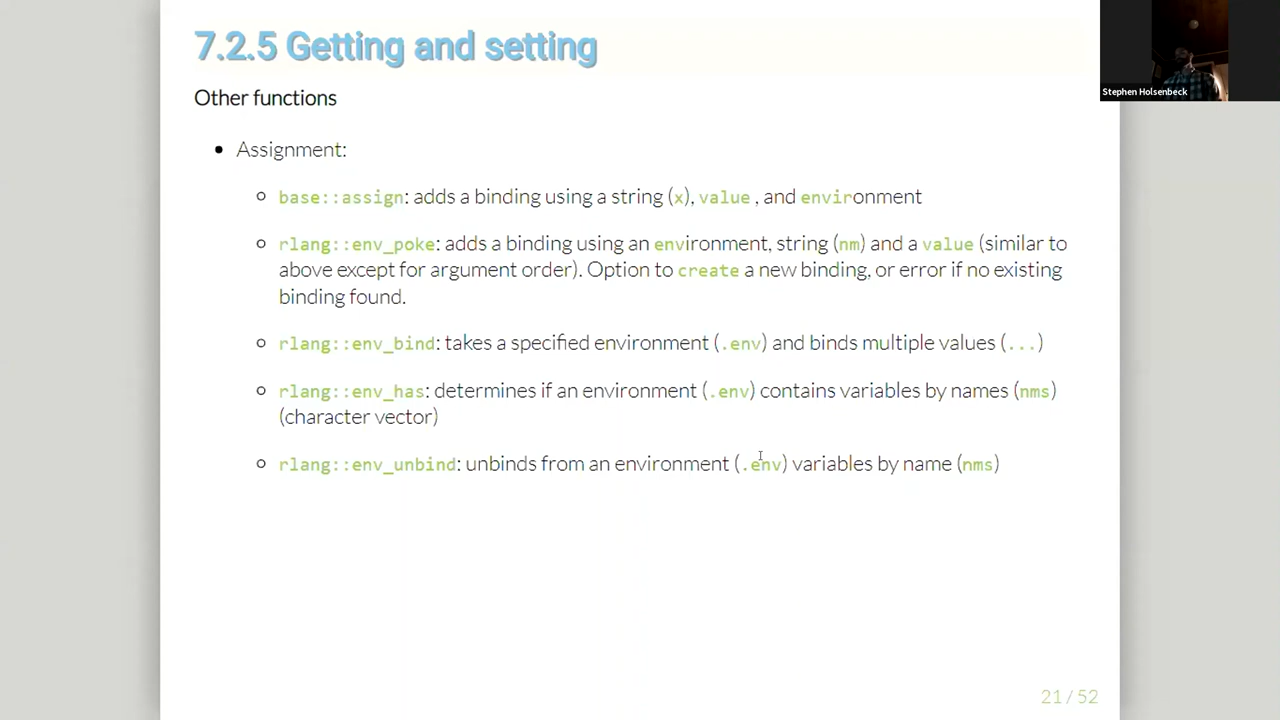 7.2.5 Getting and setting
Stephen Holsenbeck
Other functions
Assignment:
base::assign: adds a binding using a string (x), value , and environment
rlang::env_poke: adds a binding using an environment, string (nm) and a value (similar to
above except for argument order). Option to create a new binding, or error if no existing
binding found.
rlang::env_bind: takes a specified environment (.env) and binds multiple values (...)
rlang::env_has: determines if an environment (.env) contains variables by names (nms)
(character vector)
rlang::env_unbind: unbinds from an environment (.env) variables by name (nms)
21 / 52